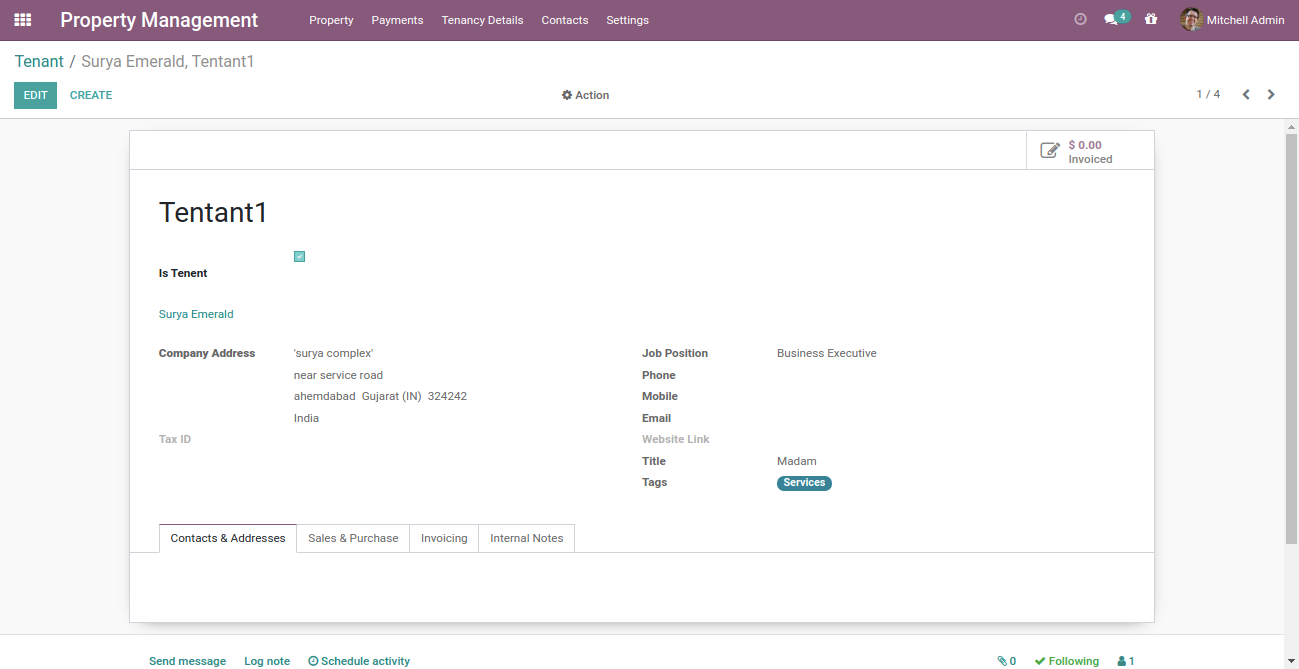 Property Management Property Payments Tenancy Details Contacts Settings 4 Mitchell Admin
Tenant / Surya Emerald, Tentant1
EDIT CREATE Action 1 / 4
$ 0.00
Invoiced
Tentant1
Is Tenent
Surya Emerald
Company Address 'surya complex' Job Position Business Executive
near service road Phone
ahemdabad Gujarat (IN) 324242 Mobile
India Email
Tax ID Website Link
Title Madam
Tags Services
Contacts & Addresses Sales & Purchase Invoicing Internal Notes
Send message Log note Schedule activity 0 Following 1